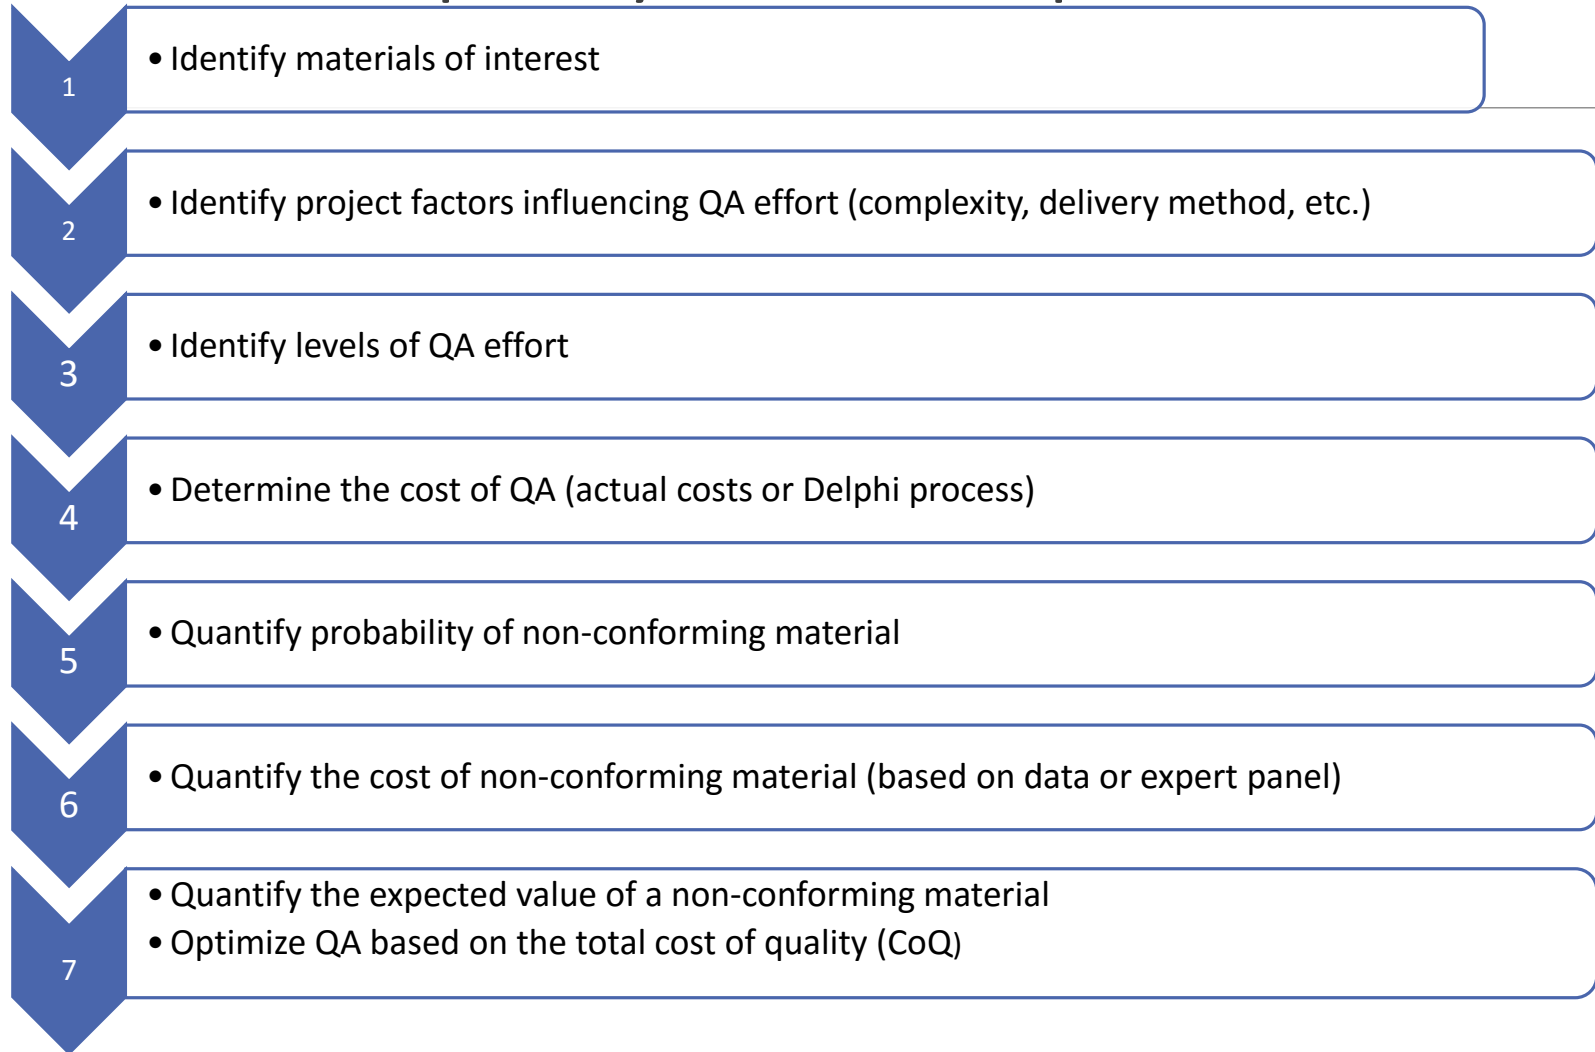 1
• Identify materials of interest
2
• Identify project factors influencing QA effort (complexity, delivery method, etc.)
3
• Identify levels of QA effort
4
• Determine the cost of QA (actual costs or Delphi process)
5
• Quantify probability of non-conforming material
6
• Quantify the cost of non-conforming material (based on data or expert panel)
7
• Quantify the expected value of a non-conforming material
• Optimize QA based on the total cost of quality (CoQ)